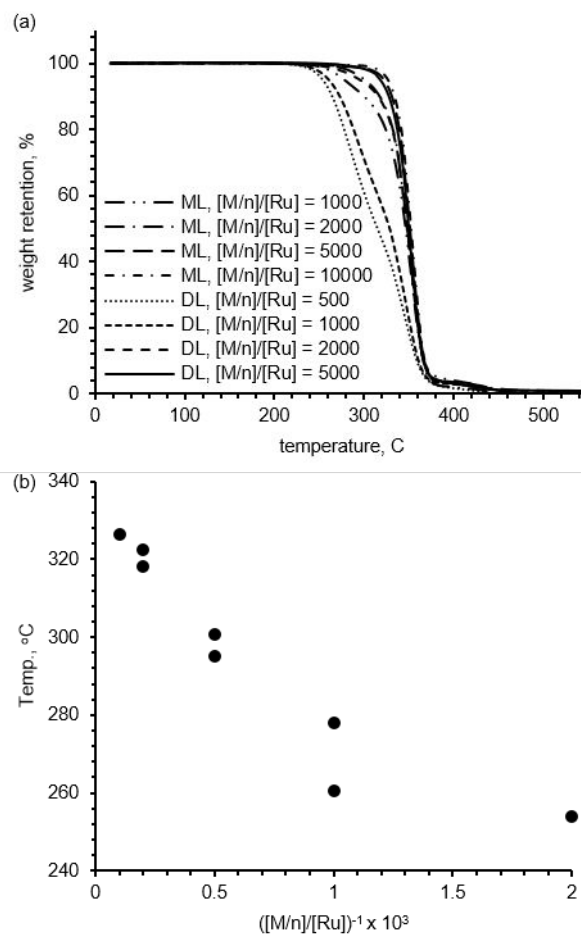 (a)
100
80
60
40
20
0
weight retention, %
ML, [M/n]/[Ru] = 1000
ML, [M/n]/[Ru] = 2000
ML, [M/n]/[Ru] = 5000
ML, [M/n]/[Ru] = 10000
DL, [M/n]/[Ru] = 500
DL, [M/n]/[Ru] = 1000
DL, [M/n]/[Ru] = 2000
DL, [M/n]/[Ru] = 5000
0 100 200 300 400 500
temperature, C
(b)
340
320
300
280
260
240
Temp., ºC
0 0.5 1 1.5 2
([M/n]/[Ru])⁻¹ x 10³